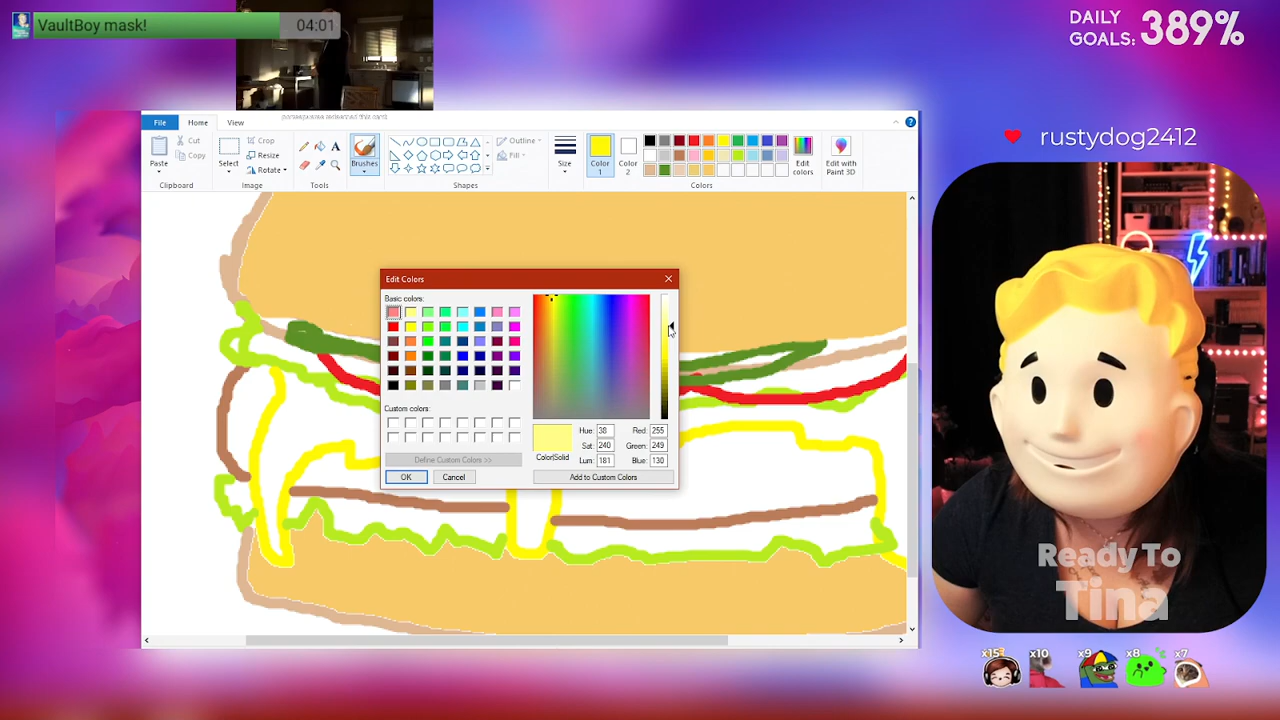 VaultBoy mask! 04:01
DAILY
GOALS: 389%
rustydog2412
File Home View
Paste
Cut
Copy
Clipboard
Select
Crop
Resize
Rotate
Image
Tools
Brushes
Shapes
Outline
Fill
Size
Color
1
Color
2
Edit
colors
Colors
Edit with
Paint 3D
Edit Colors
Basic colors:
Custom colors:
Define Custom Colors >>
OK Cancel
Color|Solid
Hue: 38 Red: 255
Sat: 240 Green: 249
Lum: 181 Blue: 130
Add to Custom Colors
Ready To
Tina
x15 x10 x9 x8 x7